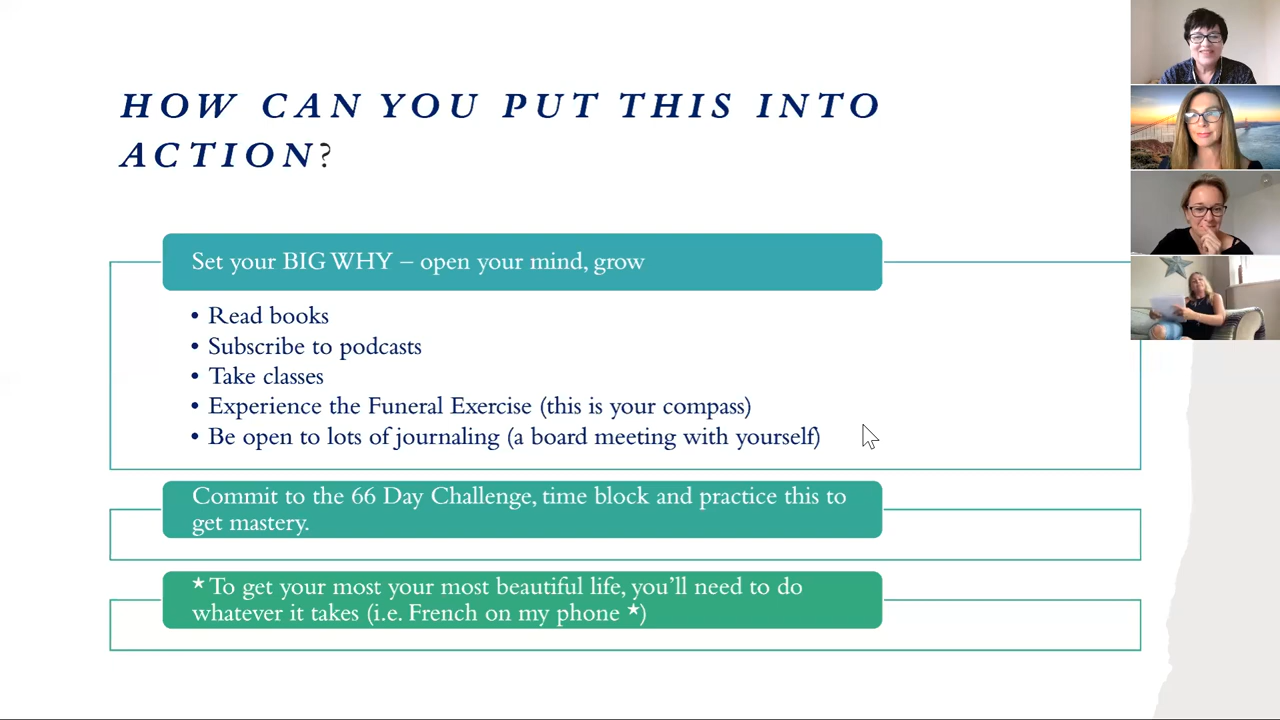 HOW CAN YOU PUT THIS INTO
ACTION?
Set your BIG WHY – open your mind, grow
• Read books
• Subscribe to podcasts
• Take classes
• Experience the Funeral Exercise (this is your compass)
• Be open to lots of journaling (a board meeting with yourself)
Commit to the 66 Day Challenge, time block and practice this to
get mastery.
* To get your most your most beautiful life, you’ll need to do
whatever it takes (i.e. French on my phone *)